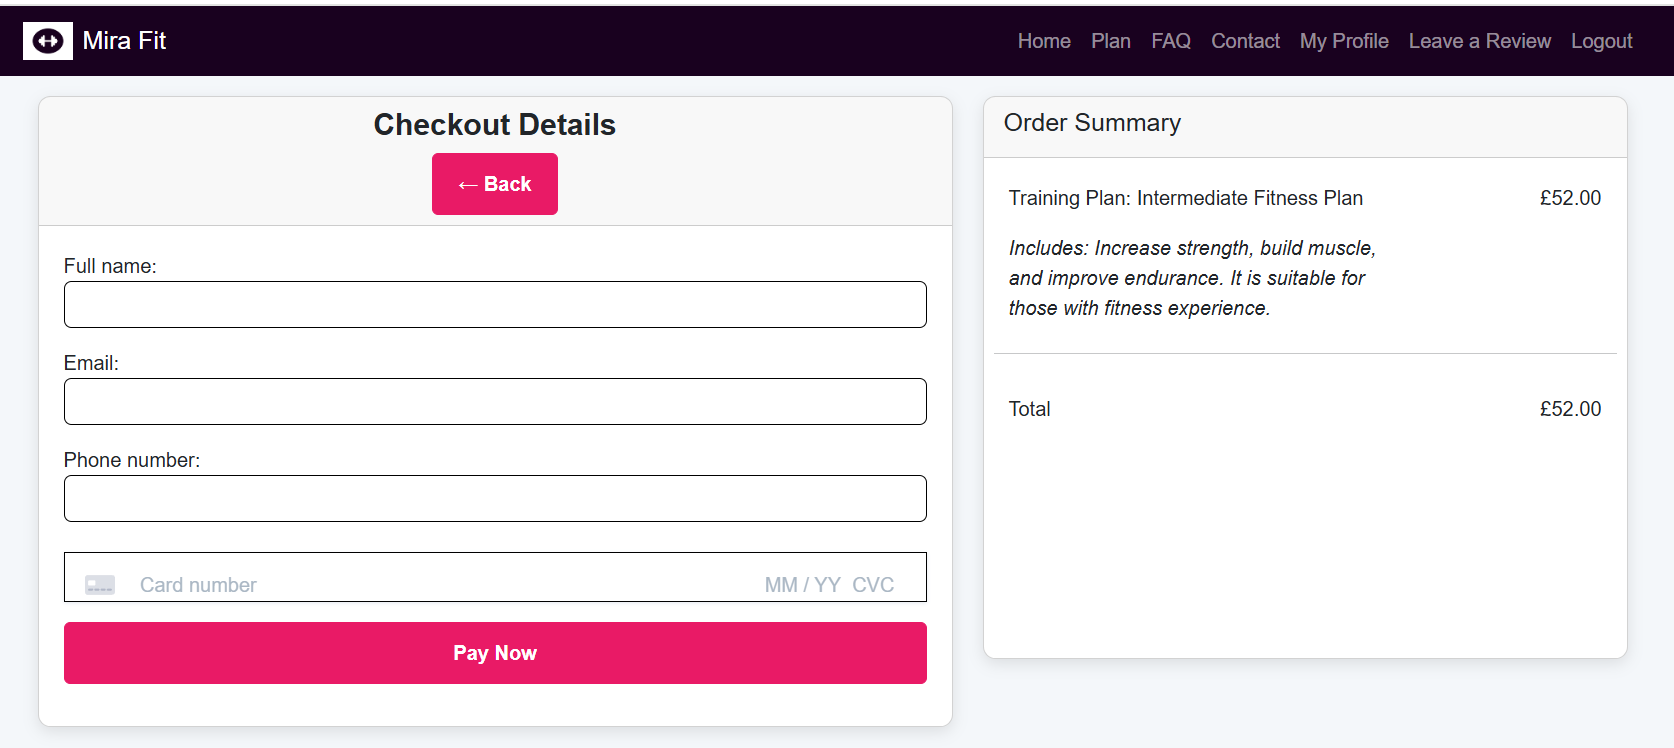 Mira Fit
Home Plan FAQ Contact My Profile Leave a Review Logout
Checkout Details
← Back
Full name:
Email:
Phone number:
Card number MM / YY CVC
Pay Now
Order Summary
Training Plan: Intermediate Fitness Plan £52.00
Includes: Increase strength, build muscle,
and improve endurance. It is suitable for
those with fitness experience.
Total £52.00